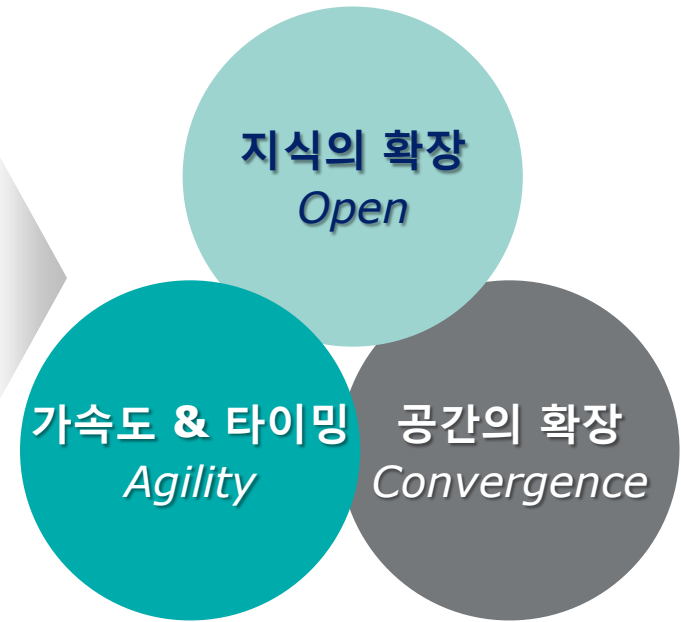 지식의 확장
Open
가속도 & 타이밍
Agility
공간의 확장
Convergence